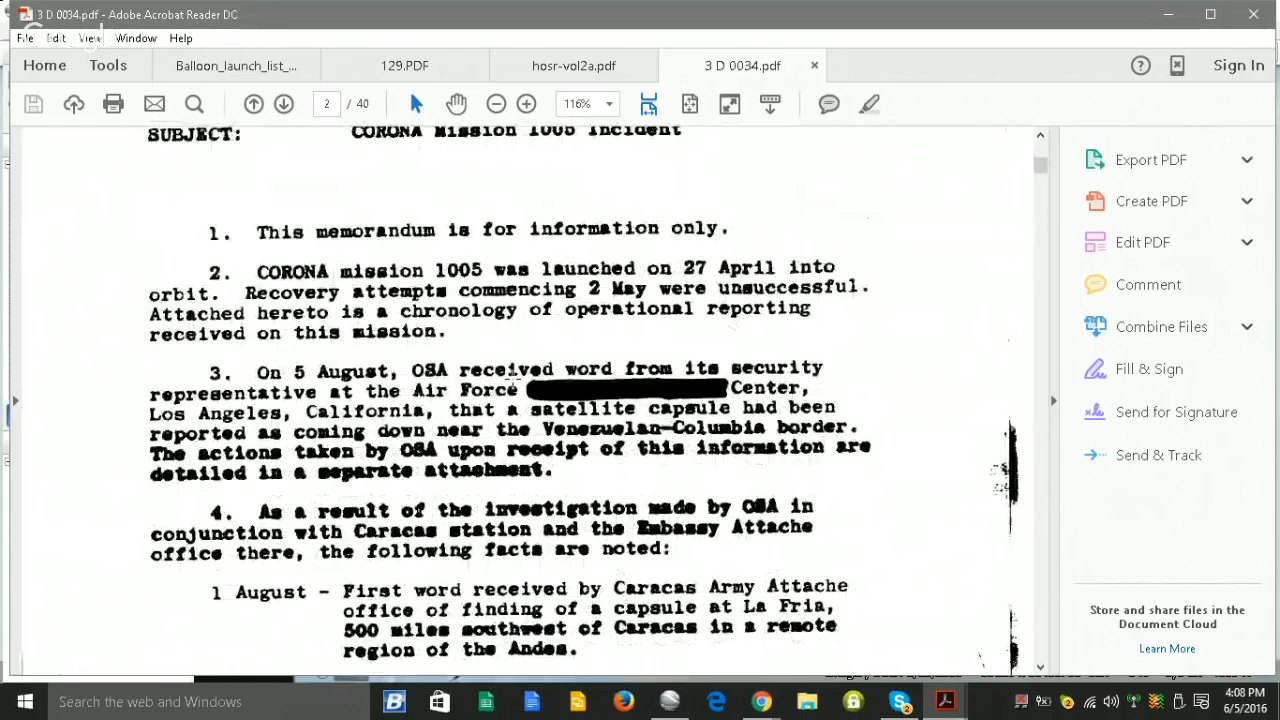 3 D 0034.pdf - Adobe Acrobat Reader DC
Google
File Edit View Window Help
Home Tools Balloon_launch_list_... 129.PDF hosr-vol2a.pdf 3 D 0034.pdf × Sign In
2 / 40 116%
SUBJECT: CORONA Mission 1005 Incident
1. This memorandum is for information only.
2. CORONA mission 1005 was launched on 27 April into
orbit. Recovery attempts commencing 2 May were unsuccessful.
Attached hereto is a chronology of operational reporting
received on this mission.
3. On 5 August, OSA received word from its security
representative at the Air Force Center,
Los Angeles, California, that a satellite capsule had been
reported as coming down near the Venezuelan-Columbia border.
The actions taken by OSA upon receipt of this information are
detailed in a separate attachment.
4. As a result of the investigation made by OSA in
conjunction with Caracas station and the Embassy Attache
office there, the following facts are noted:
1 August - First word received by Caracas Army Attache
office of finding of a capsule at La Fria,
500 miles southwest of Caracas in a remote
region of the Andes.
Export PDF
Create PDF
Edit PDF
Comment
Combine Files
Fill & Sign
Send for Signature
Send & Track
Store and share files in the
Document Cloud
Learn More
Search the web and Windows
4:08 PM
6/5/2016